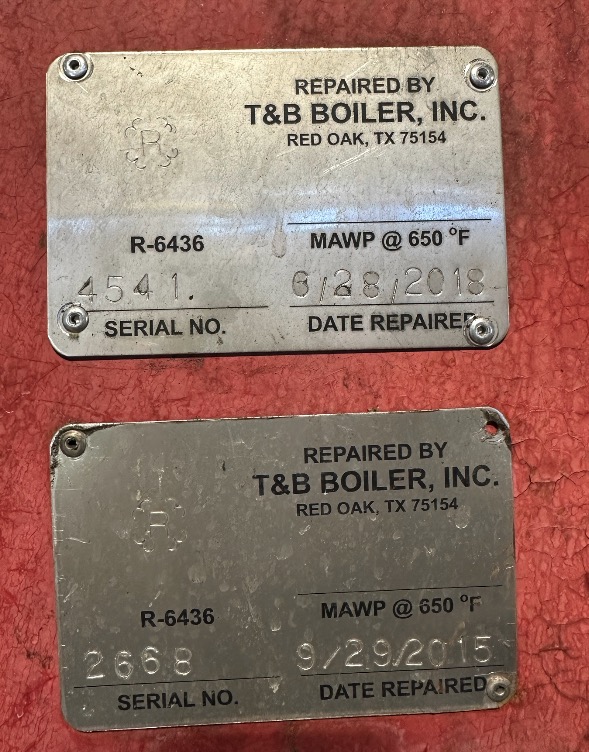 REPAIRED BY
T&B BOILER, INC.
RED OAK, TX 75154
R
R-6436
MAWP @ 650 °F
4541.
6/28/2018
SERIAL NO.
DATE REPAIRED
REPAIRED BY
T&B BOILER, INC.
RED OAK, TX 75154
R
R-6436
MAWP @ 650 °F
2668
9/29/2015
SERIAL NO.
DATE REPAIRED